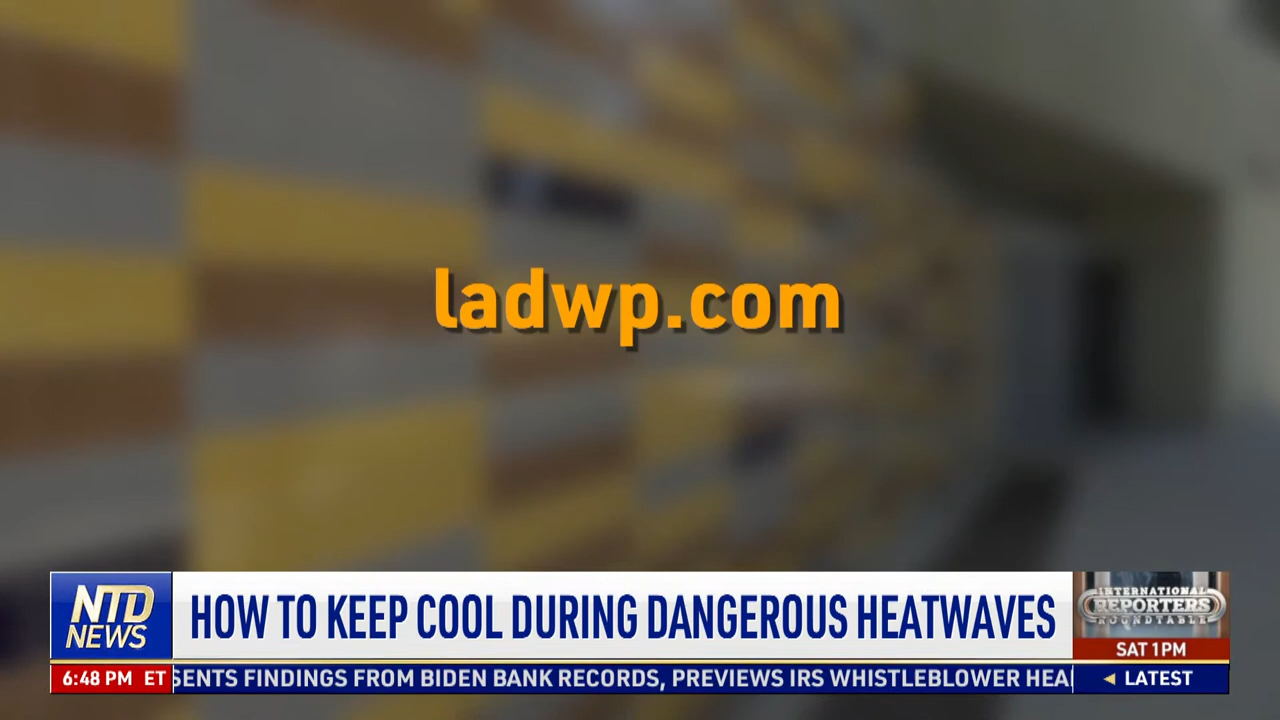 ladwp.com
NTD
NEWS
HOW TO KEEP COOL DURING DANGEROUS HEATWAVES
INTERNATIONAL
REPORTERS
ROUNDTABLE
SAT 1PM
6:48 PM ET
SENTS FINDINGS FROM BIDEN BANK RECORDS, PREVIEWS IRS WHISTLEBLOWER HEA
◄ LATEST